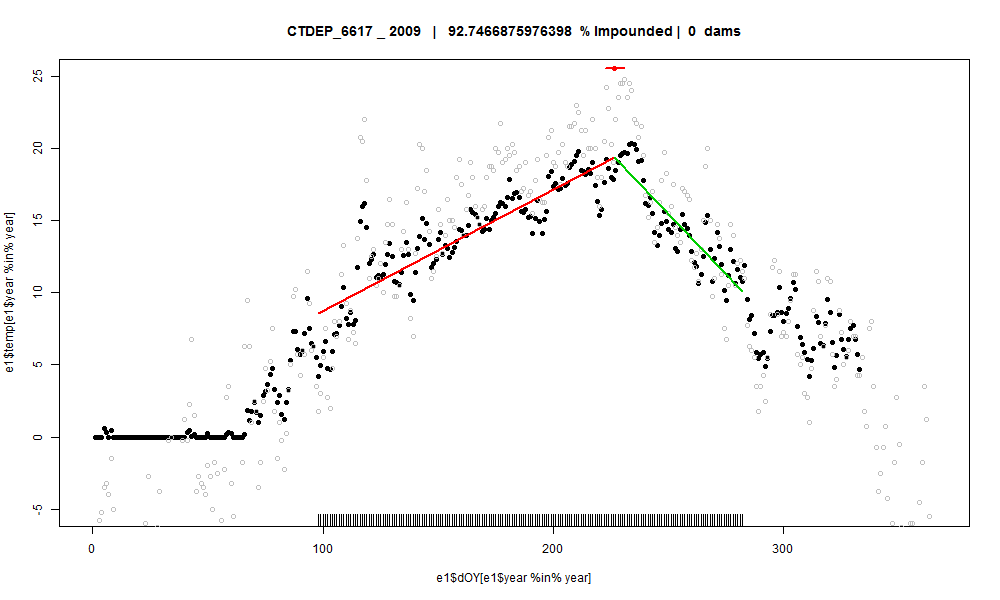 CTDEP_6617 _ 2009 | 92.7466875976398 % Impounded | 0 dams
e1$temp[e1$year %in% year]
25
20
15
10
5
0
-5
0 100 200 300
e1$dOY[e1$year %in% year]